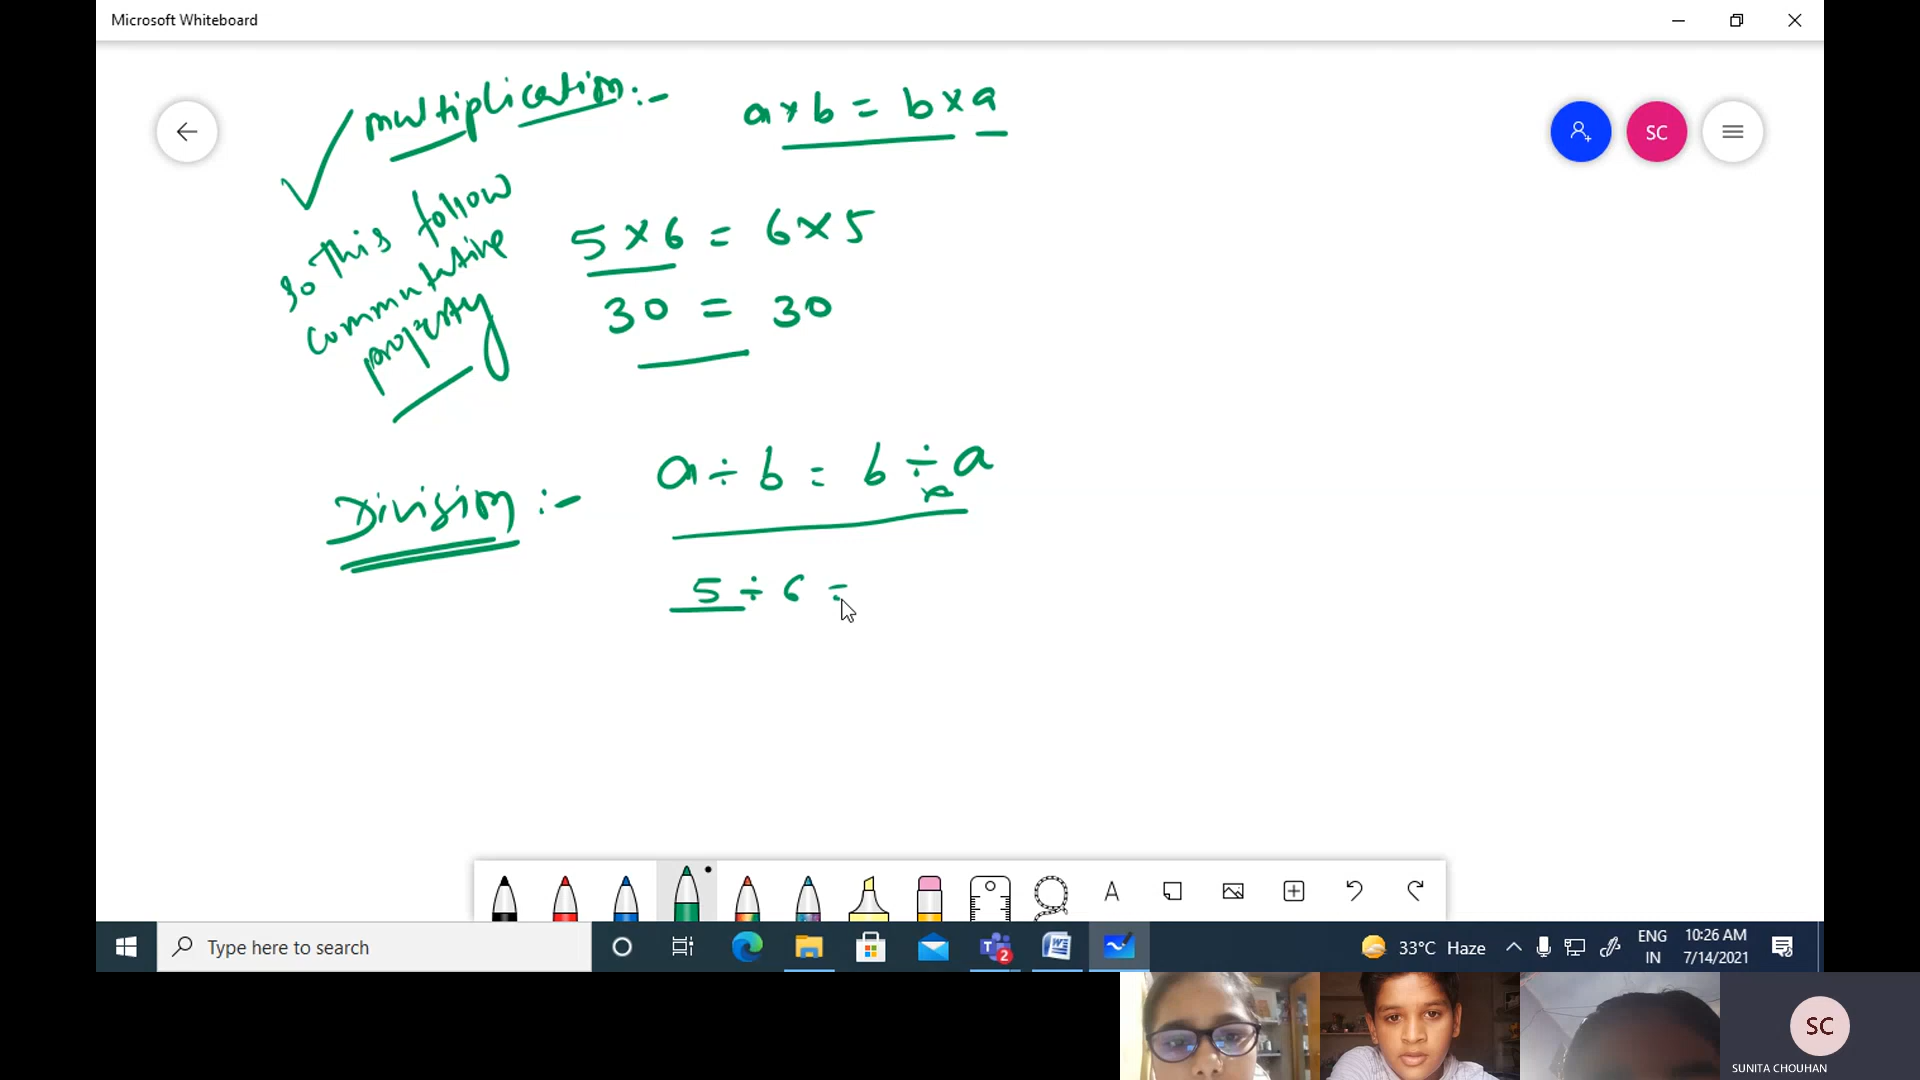 Microsoft Whiteboard
multiplication :-
a × b = b × a
SC
so This follow
commutative
property
5 × 6 = 6 × 5
30 = 30
Division :-
a ÷ b = b ÷ a
5 ÷ 6 =
A
Type here to search
2
33°C Haze
ENG
IN
10:26 AM
7/14/2021
SC
SUNITA CHOUHAN